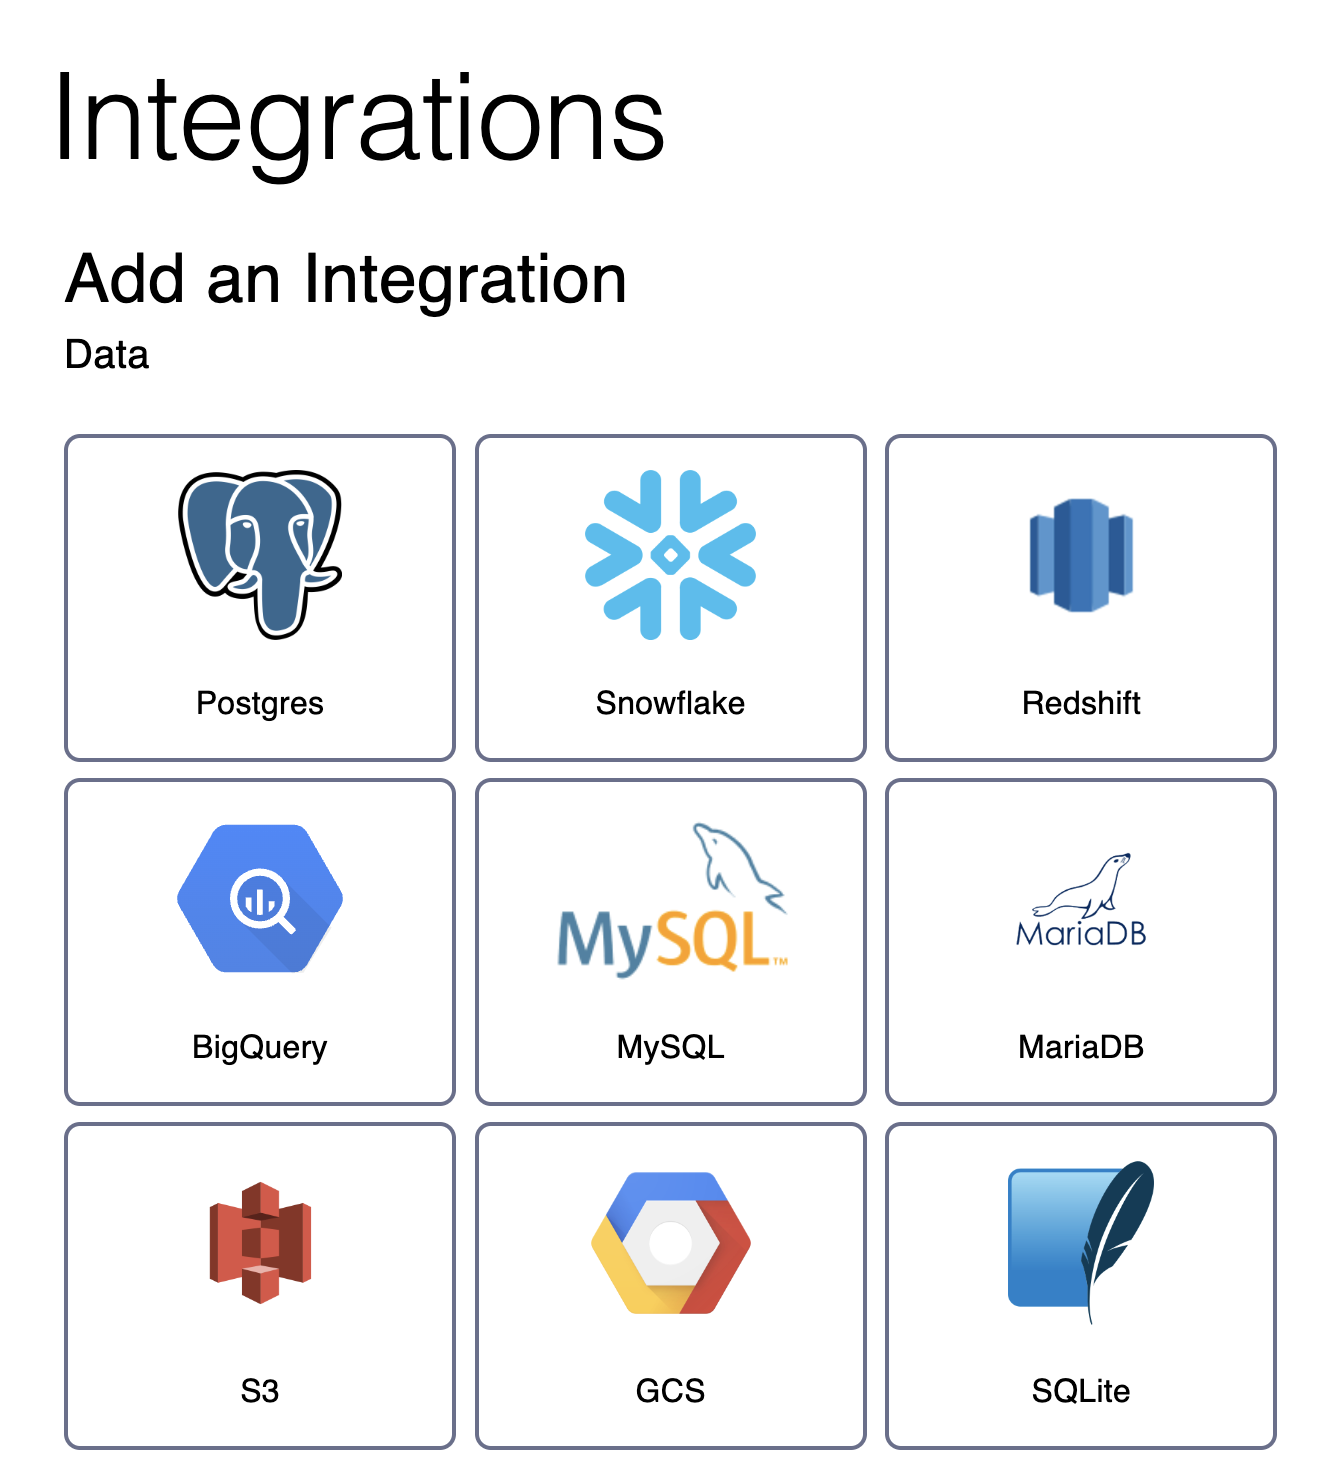 Integrations
Add an Integration
Data
Postgres
Snowflake
Redshift
MySQL™
MariaDB
BigQuery
MySQL
MariaDB
S3
GCS
SQLite